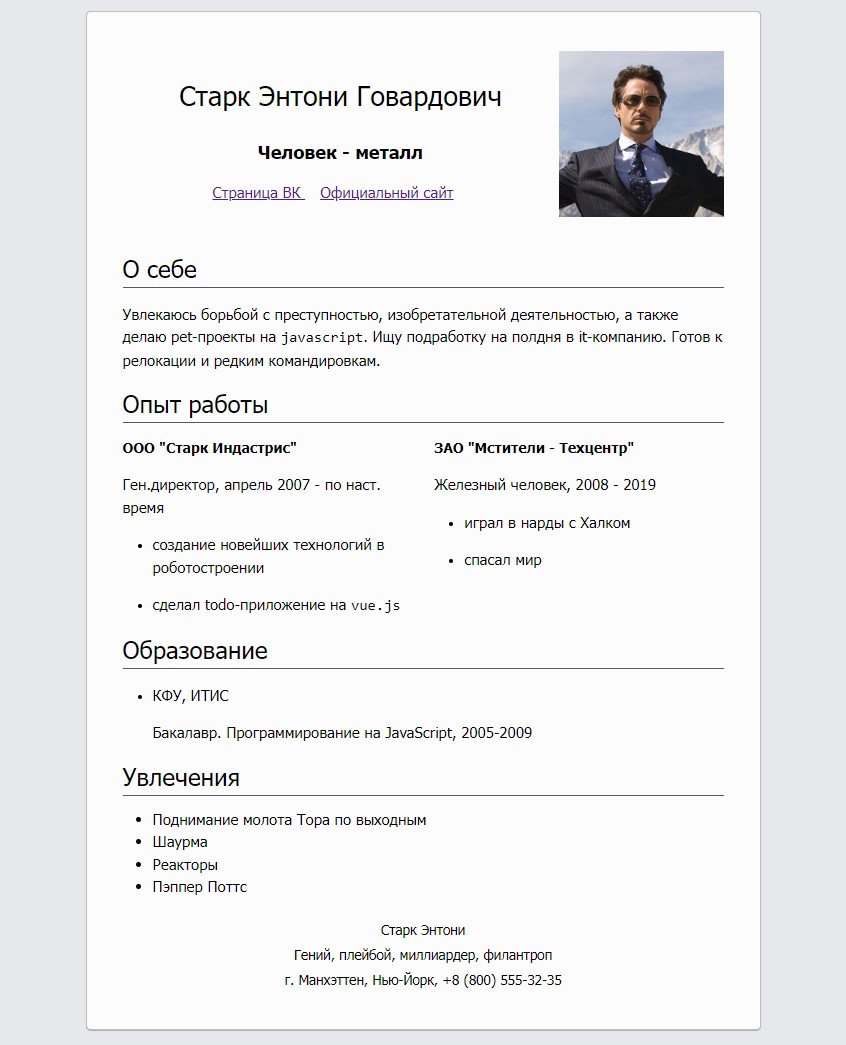 Старк Энтони Говардович
Человек - металл
Страница ВК Официальный сайт
О себе
Увлекаюсь борьбой с преступностью, изобретательной деятельностью, а также
делаю pet-проекты на javascript. Ищу подработку на полдня в it-компанию. Готов к
релокации и редким командировкам.
Опыт работы
ООО "Старк Индастрис"
Ген.директор, апрель 2007 - по наст.
время
• создание новейших технологий в
роботостроении
• сделал todo-приложение на vue.js
ЗАО "Мстители - Техцентр"
Железный человек, 2008 - 2019
• играл в нарды с Халком
• спасал мир
Образование
• КФУ, ИТИС
Бакалавр. Программирование на JavaScript, 2005-2009
Увлечения
• Поднимание молота Тора по выходным
• Шаурма
• Реакторы
• Пэппер Поттс
Старк Энтони
Гений, плейбой, миллиардер, филантроп
г. Манхэттен, Нью-Йорк, +8 (800) 555-32-35